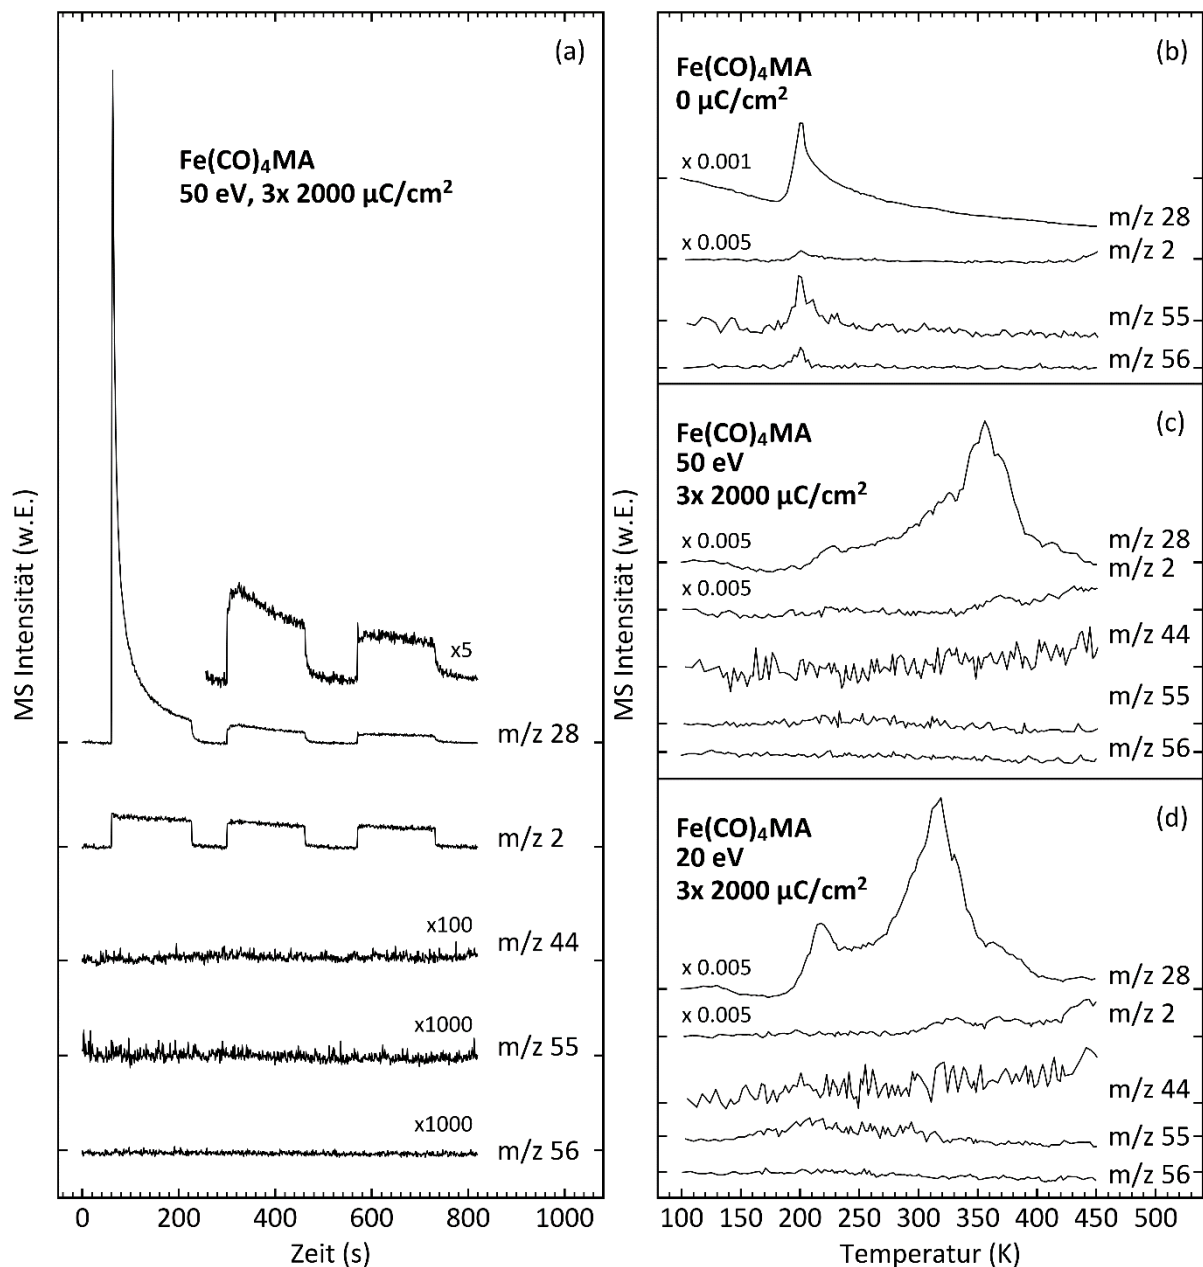 (a)
Fe(CO)₄MA
50 eV, 3x 2000 µC/cm²
x5
m/z 28
m/z 2
x100
m/z 44
x1000
m/z 55
x1000
m/z 56
MS Intensität (w.E.)
0 200 400 600 800 1000
Zeit (s)
(b)
Fe(CO)₄MA
0 µC/cm²
x 0.001
m/z 28
x 0.005
m/z 2
m/z 55
m/z 56
(c)
Fe(CO)₄MA
50 eV
3x 2000 µC/cm²
x 0.005
m/z 28
x 0.005
m/z 2
m/z 44
m/z 55
m/z 56
(d)
Fe(CO)₄MA
20 eV
3x 2000 µC/cm²
x 0.005
m/z 28
x 0.005
m/z 2
m/z 44
m/z 55
m/z 56
MS Intensität (w.E.)
100 150 200 250 300 350 400 450 500
Temperatur (K)